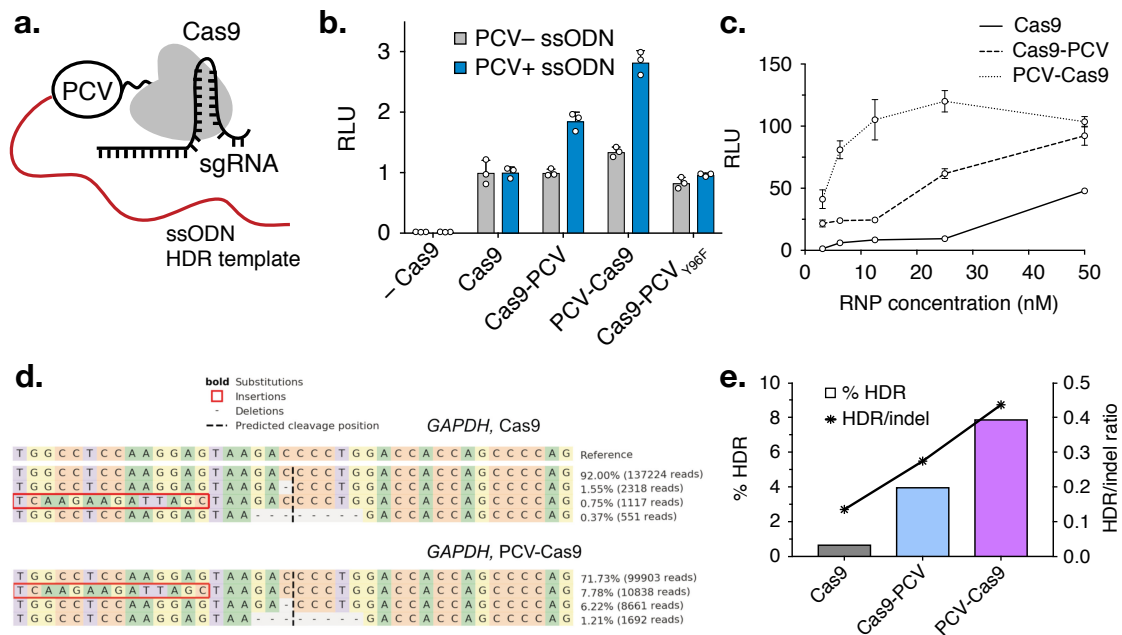 a.
Cas9
PCV
sgRNA
ssODN
HDR template
b.
PCV– ssODN
PCV+ ssODN
RLU
3
2
1
0
– Cas9
Cas9
Cas9-PCV
PCV-Cas9
Cas9-PCV Y96F
c.
Cas9
Cas9-PCV
PCV-Cas9
RLU
150
100
50
0
0 10 20 30 40 50
RNP concentration (nM)
d.
bold Substitutions
Insertions
- Deletions
Predicted cleavage position
GAPDH, Cas9
T G G C C T C C A A G G A G T A A G A C C C C T G G A C C A C C A G C C C C A G Reference
T G G C C T C C A A G G A G T A A G A C C C C T G G A C C A C C A G C C C C A G 92.00% (137224 reads)
T G G C C T C C A A G G A G T A A G A - C C C T G G A C C A C C A G C C C C A G 1.55% (2318 reads)
T C A A G A A G A T T A G C T A A G A C C C C T G G A C C A C C A G C C C C A G 0.75% (1117 reads)
T G G C C T C C A A G G A G T A A - - - - - - - - G A C C A C C A G C C C C A G 0.37% (551 reads)
GAPDH, PCV-Cas9
T G G C C T C C A A G G A G T A A G A C C C C T G G A C C A C C A G C C C C A G 71.73% (99903 reads)
T C A A G A A G A T T A G C T A A G A C C C C T G G A C C A C C A G C C C C A G 7.78% (10838 reads)
T G G C C T C C A A G G A G T A A G A - C C C T G G A C C A C C A G C C C C A G 6.22% (8661 reads)
T G G C C T C C A A G G A G T A A - - - - - - - - G A C C A C C A G C C C C A G 1.21% (1692 reads)
e.
% HDR
HDR/indel
% HDR
10
8
6
4
2
0
HDR/indel ratio
0.5
0.4
0.3
0.2
0.1
0.0
Cas9
Cas9-PCV
PCV-Cas9